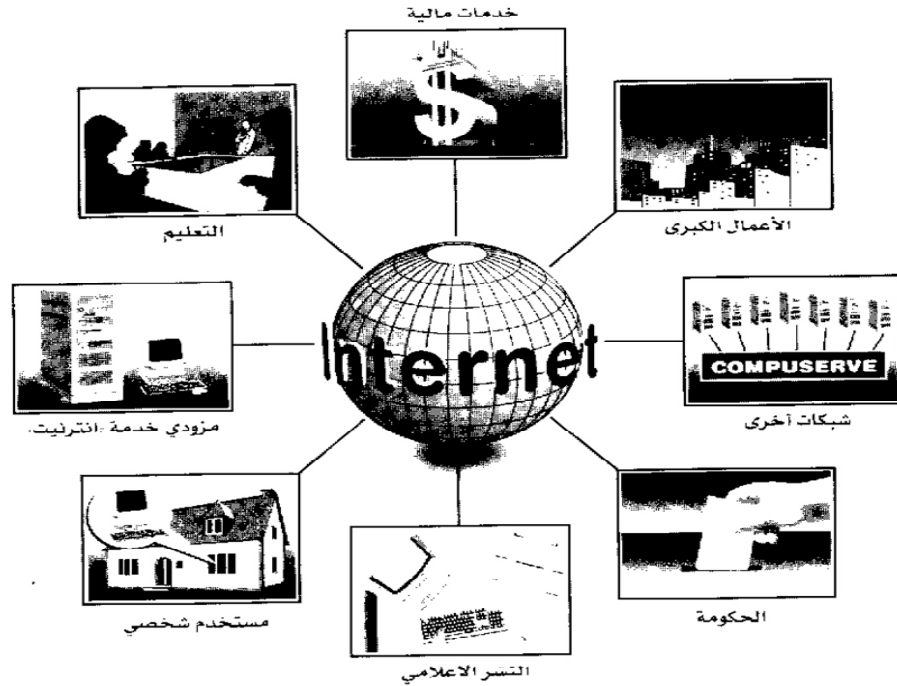 خدمات مالية
التعليم
الأعمال الكبرى
Internet
COMPUSERVE
مزودي خدمة «انترنيت»
شبكات أخرى
مستخدم شخصي
الحكومة
النشر الاعلامي